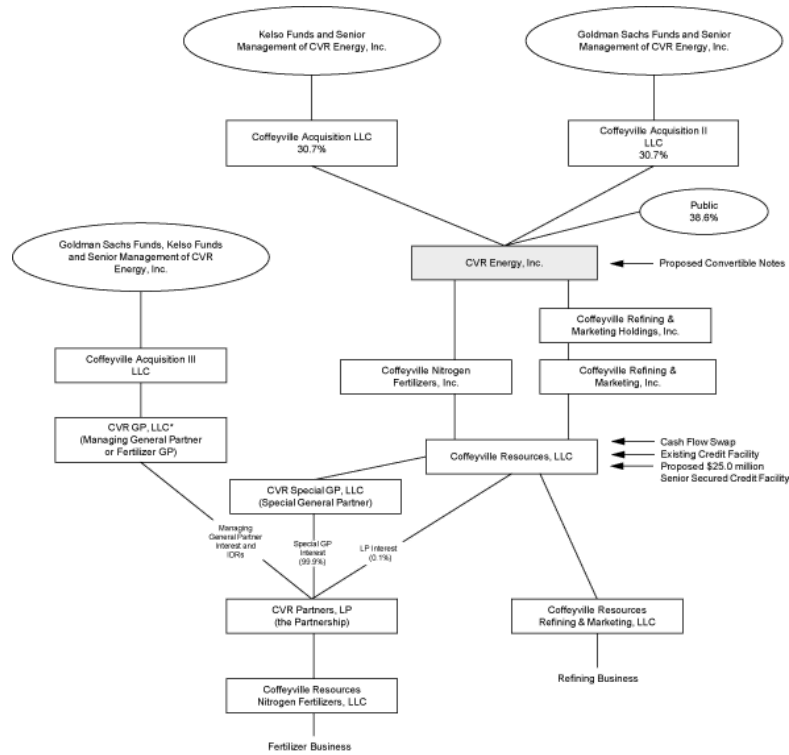 Kelso Funds and Senior
Management of CVR Energy, Inc.
Goldman Sachs Funds and Senior
Management of CVR Energy, Inc.
Coffeyville Acquisition LLC
30.7%
Coffeyville Acquisition II
LLC
30.7%
Public
38.6%
Goldman Sachs Funds, Kelso Funds
and Senior Management of CVR
Energy, Inc.
CVR Energy, Inc.
Proposed Convertible Notes
Coffeyville Refining &
Marketing Holdings, Inc.
Coffeyville Acquisition III
LLC
Coffeyville Nitrogen
Fertilizers, Inc.
Coffeyville Refining &
Marketing, Inc.
CVR GP, LLC*
(Managing General Partner
or Fertilizer GP)
Coffeyville Resources, LLC
Cash Flow Swap
Existing Credit Facility
Proposed $25.0 million
Senior Secured Credit Facility
CVR Special GP, LLC
(Special General Partner)
Managing
General Partner
Interest and
IDRs
Special GP
Interest
(99.9%)
LP Interest
(0.1%)
CVR Partners, LP
(the Partnership)
Coffeyville Resources
Refining & Marketing, LLC
Refining Business
Coffeyville Resources
Nitrogen Fertilizers, LLC
Fertilizer Business